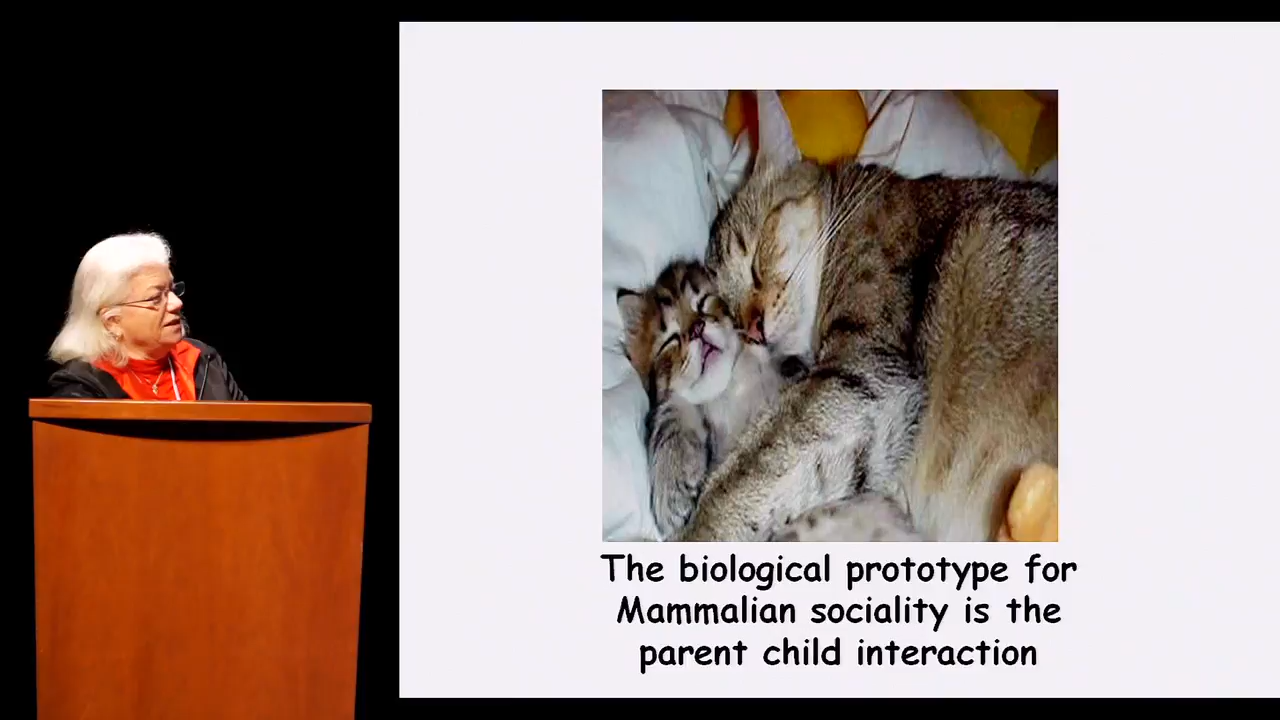 The biological prototype for
Mammalian sociality is the
parent child interaction